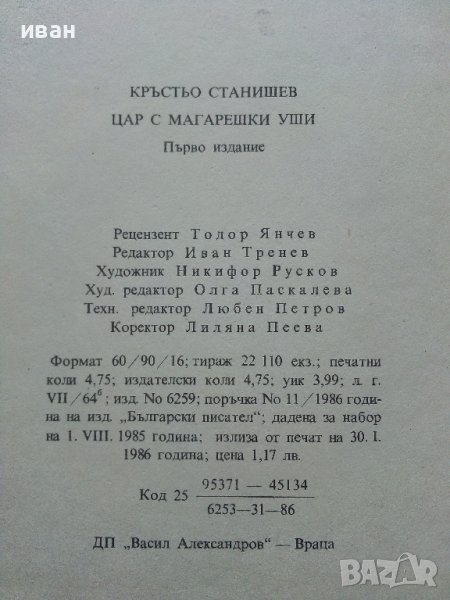 иван
КРЪСТЬО СТАНИШЕВ
ЦАР С МАГАРЕШКИ УШИ
Първо издание
Рецензент Тодор Янчев
Редактор Иван Тренев
Художник Никифор Русков
Худ. редактор Олга Паскалева
Техн. редактор Любен Петров
Коректор Лиляна Пеева
Формат 60/90/16; тираж 22 110 екз.; печатни
коли 4,75; издателски коли 4,75; уик 3,99; л. г.
VII/64б; изд. No 6259; поръчка No 11/1986 годи-
на на изд. „Български писател“; дадена за набор
на 1. VIII. 1985 година; излиза от печат на 30. I.
1986 година; цена 1,17 лв.
Код 25 95371 — 45134
6253—31—86
ДП „Васил Александров“ — Враца
BAZAR